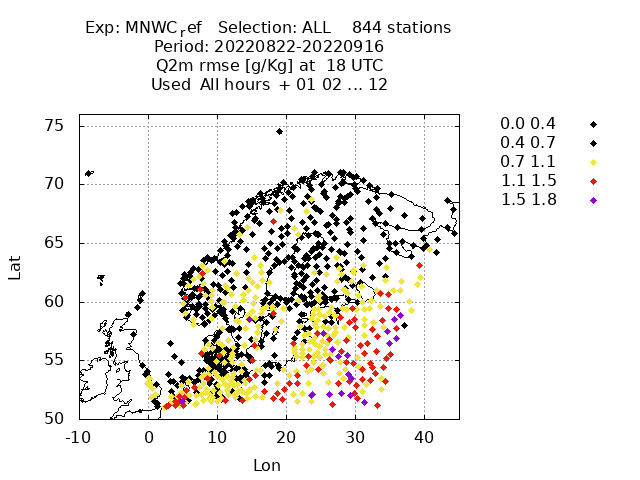 Exp: MNWC_ref   Selection: ALL    844 stations
Period: 20220822-20220916
Q2m rmse [g/Kg] at  18 UTC
Used  All hours  + 01 02 ... 12
0.0 0.4
0.4 0.7
0.7 1.1
1.1 1.5
1.5 1.8
75
70
65
60
55
50
Lat
-10 0 10 20 30 40
Lon